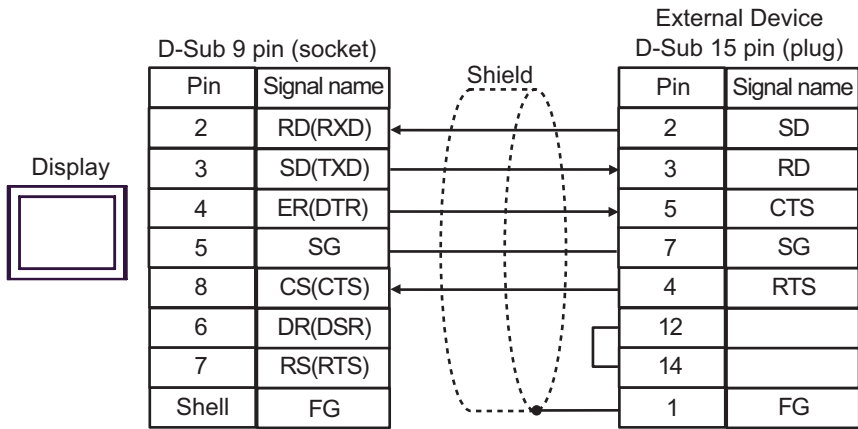 External Device
D-Sub 9 pin (socket) D-Sub 15 pin (plug)
Shield
Pin Signal name Pin Signal name
2 RD(RXD) 2 SD
Display
3 SD(TXD) 3 RD
4 ER(DTR) 5 CTS
5 SG 7 SG
8 CS(CTS) 4 RTS
6 DR(DSR) 12
7 RS(RTS) 14
Shell FG 1 FG